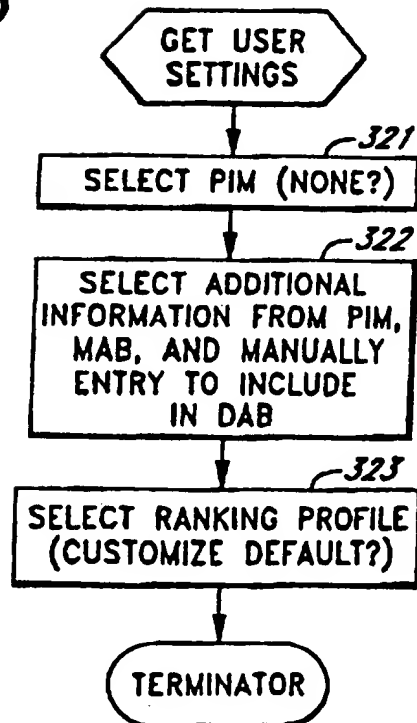 GET USER
SETTINGS
321
SELECT PIM (NONE?)
322
SELECT ADDITIONAL
INFORMATION FROM PIM,
MAB, AND MANUALLY
ENTRY TO INCLUDE
IN DAB
323
SELECT RANKING PROFILE
(CUSTOMIZE DEFAULT?)
TERMINATOR